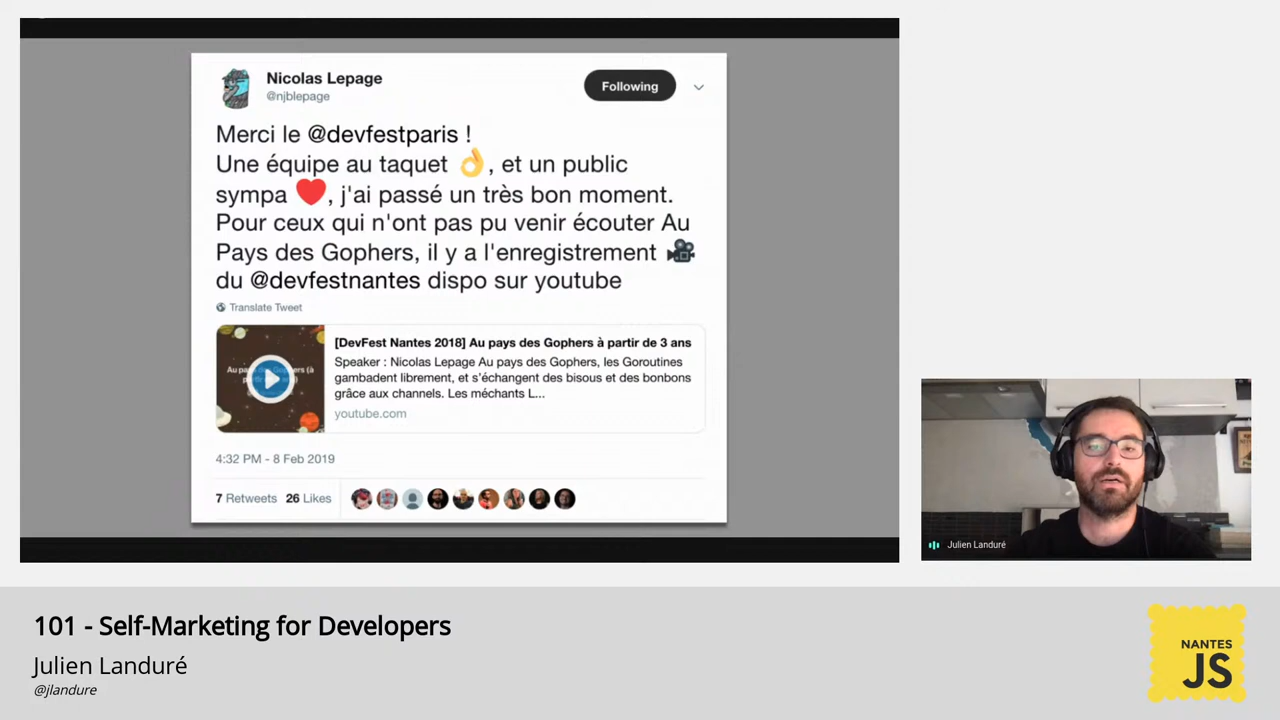 Nicolas Lepage
@njblepage
Following
Merci le @devfestparis !
Une équipe au taquet 👌, et un public
sympa ❤️, j'ai passé un très bon moment.
Pour ceux qui n'ont pas pu venir écouter Au
Pays des Gophers, il y a l'enregistrement 🎥
du @devfestnantes dispo sur youtube
Translate Tweet
[DevFest Nantes 2018] Au pays des Gophers à partir de 3 ans
Speaker : Nicolas Lepage Au pays des Gophers, les Goroutines
gambadent librement, et s'échangent des bisous et des bonbons
grâce aux channels. Les méchants L...
youtube.com
4:32 PM - 8 Feb 2019
7 Retweets 26 Likes
Julien Landuré
101 - Self-Marketing for Developers
Julien Landuré
@jlandure
NANTES
JS